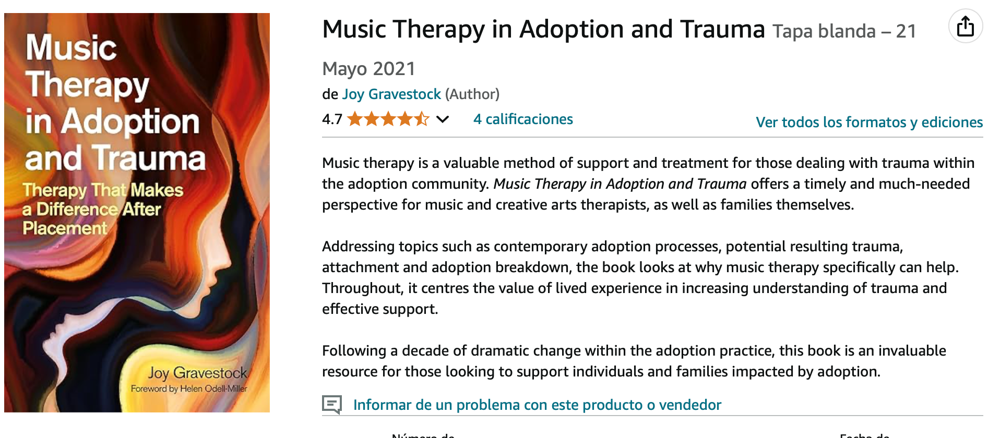 Music
Therapy
in Adoption
and Trauma
Therapy That Makes
a Difference After
Placement
Joy Gravestock
Foreword by Helen Odell-Miller
Music Therapy in Adoption and Trauma Tapa blanda – 21
Mayo 2021
de Joy Gravestock (Author)
4.7 4 calificaciones
Ver todos los formatos y ediciones
Music therapy is a valuable method of support and treatment for those dealing with trauma within
the adoption community. Music Therapy in Adoption and Trauma offers a timely and much-needed
perspective for music and creative arts therapists, as well as families themselves.
Addressing topics such as contemporary adoption processes, potential resulting trauma,
attachment and adoption breakdown, the book looks at why music therapy specifically can help.
Throughout, it centres the value of lived experience in increasing understanding of trauma and
effective support.
Following a decade of dramatic change within the adoption practice, this book is an invaluable
resource for those looking to support individuals and families impacted by adoption.
Informar de un problema con este producto o vendedor
Número de
Fecha de